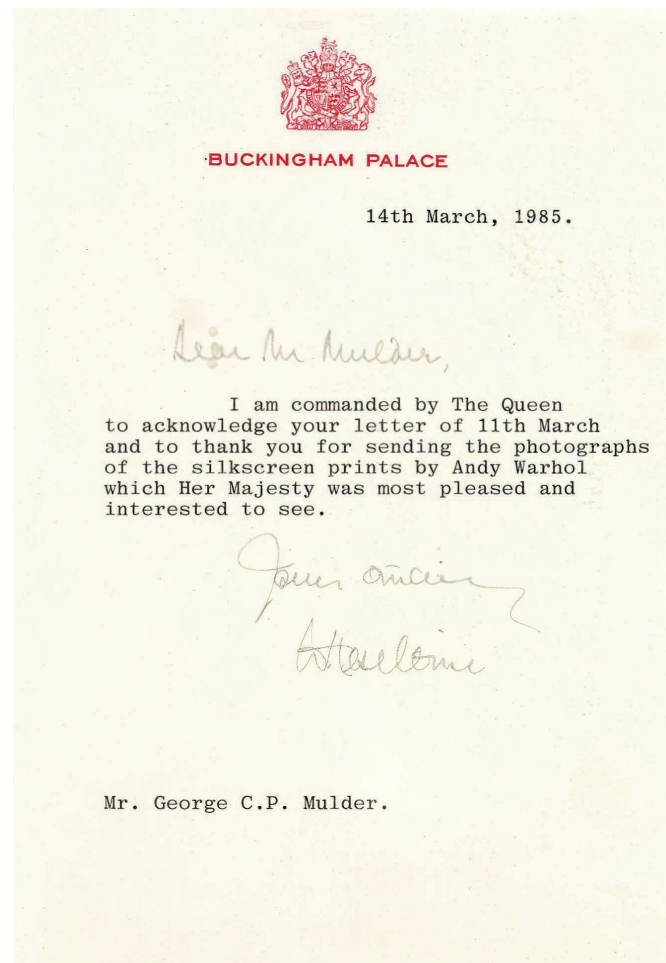 BUCKINGHAM PALACE
14th March, 1985.
Dear Mr Mulder,
I am commanded by The Queen
to acknowledge your letter of 11th March
and to thank you for sending the photographs
of the silkscreen prints by Andy Warhol
which Her Majesty was most pleased and
interested to see.
Yours sincerely
Mr. George C.P. Mulder.